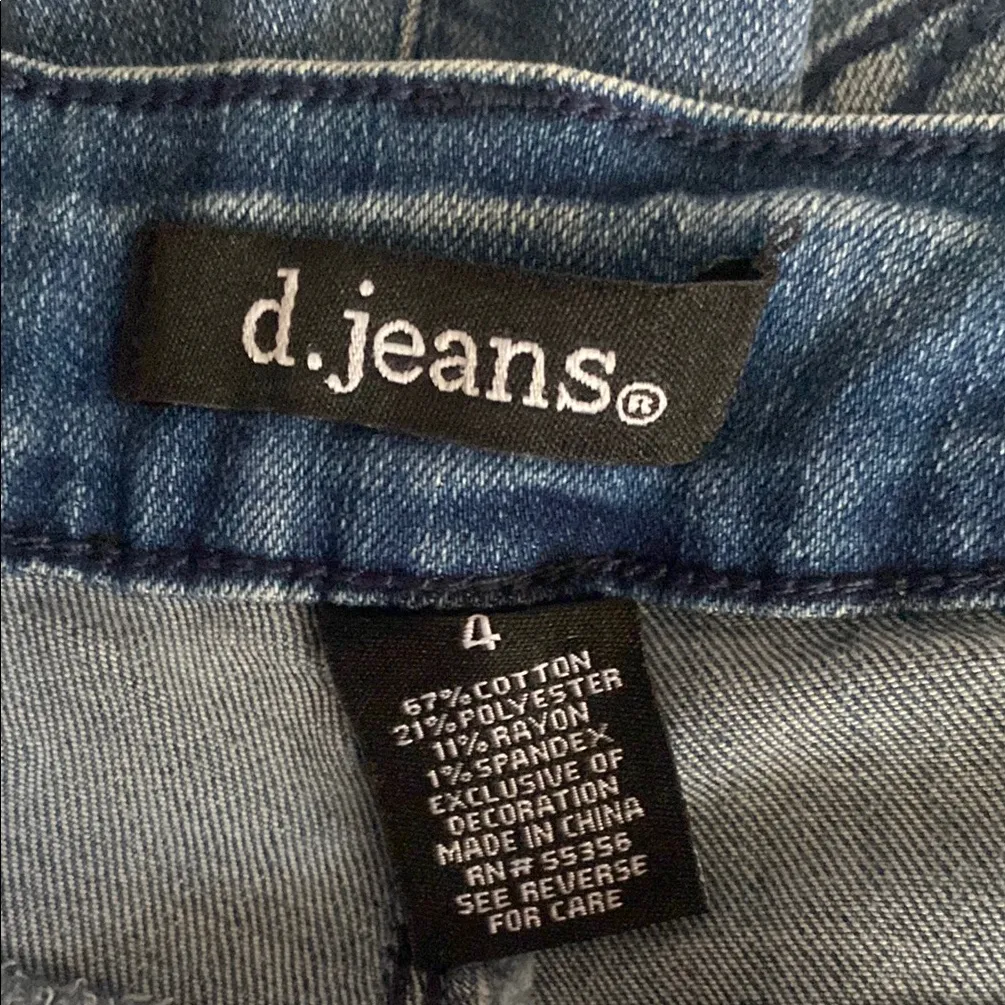 d.jeans®
4
67% COTTON
21% POLYESTER
11% RAYON
1% SPANDEX
EXCLUSIVE OF
DECORATION
MADE IN CHINA
RN# 55356
SEE REVERSE
FOR CARE